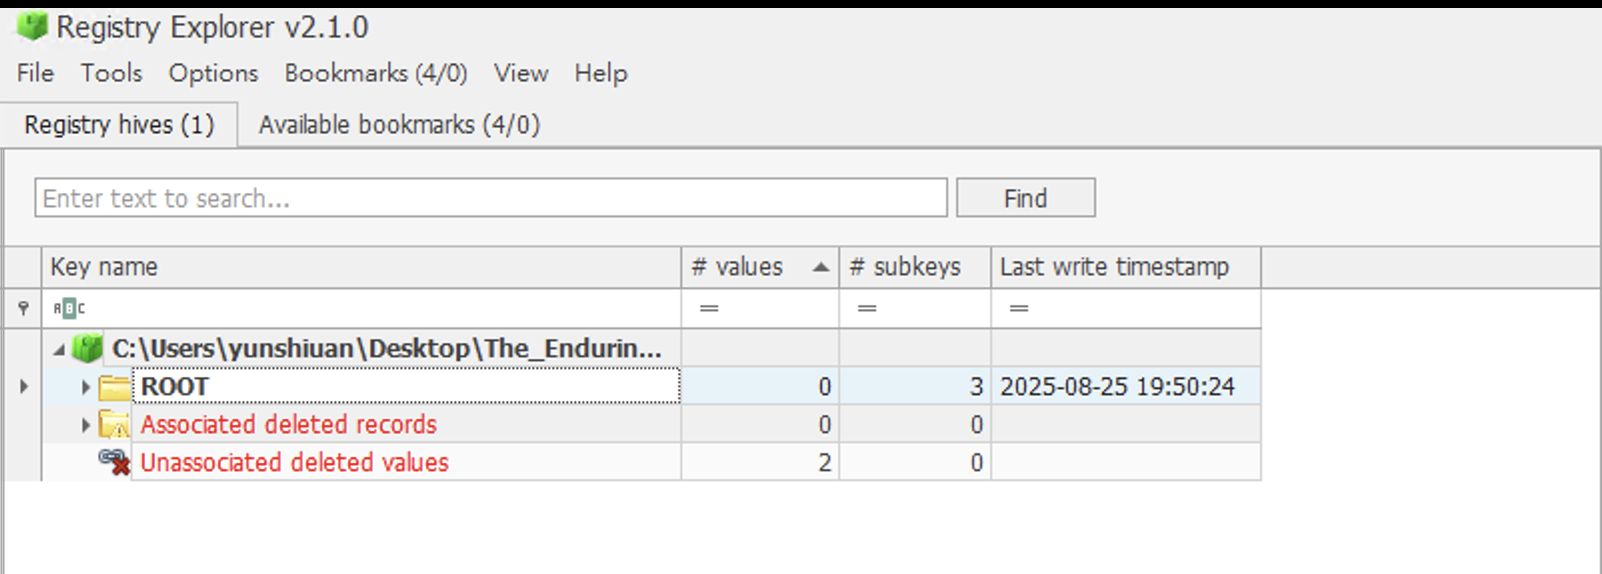 Registry Explorer v2.1.0
File Tools Options Bookmarks (4/0) View Help
Registry hives (1) Available bookmarks (4/0)
Enter text to search... Find
Key name # values # subkeys Last write timestamp
ABC = = =
C:\Users\yunshiuan\Desktop\The_Endurin...
ROOT 0 3 2025-08-25 19:50:24
Associated deleted records 0 0
Unassociated deleted values 2 0